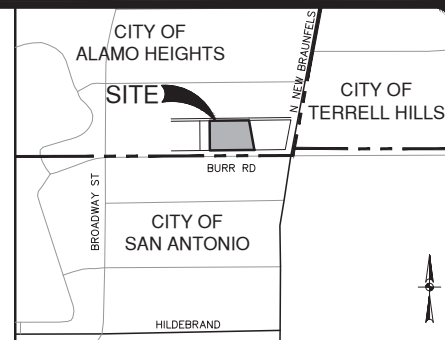 CITY OF
ALAMO HEIGHTS
N NEW BRAUNFELS
CITY OF
TERRELL HILLS
SITE
BURR RD
BROADWAY ST
CITY OF
SAN ANTONIO
HILDEBRAND